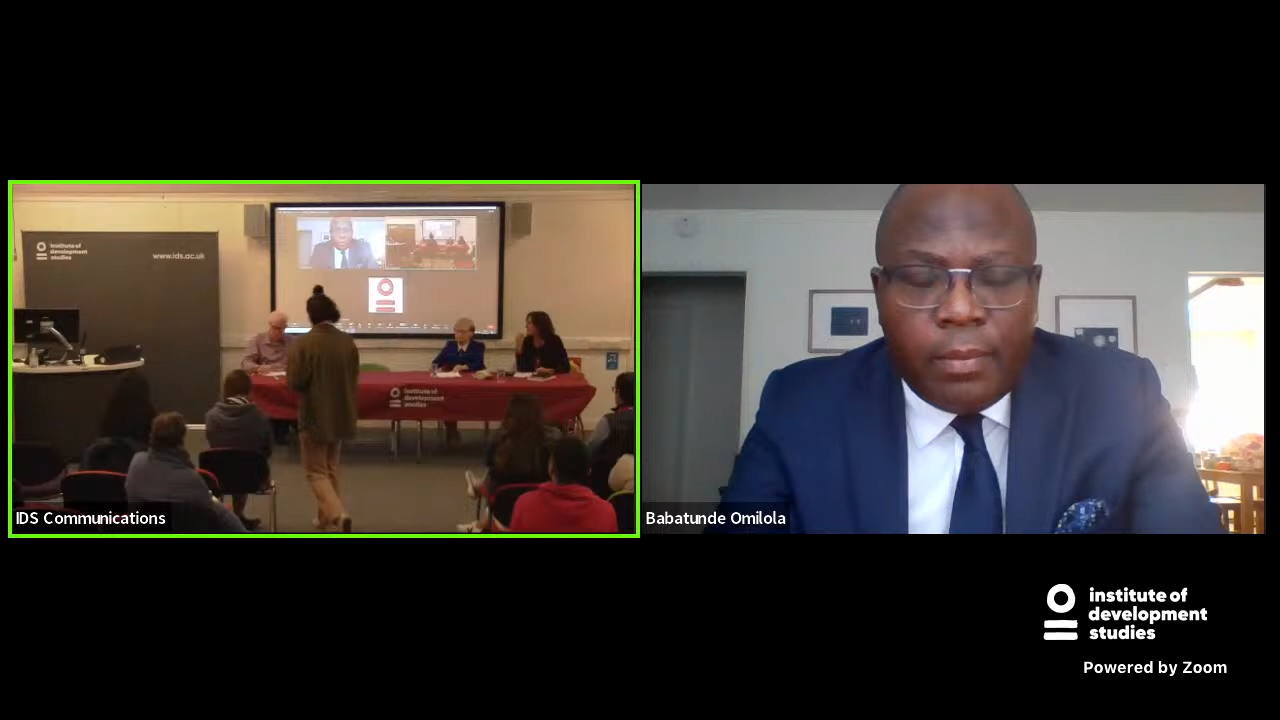 institute of
development
studies
www.ids.ac.uk
institute of
development
studies
IDS Communications
Babatunde Omilola
institute of
development
studies
Powered by Zoom